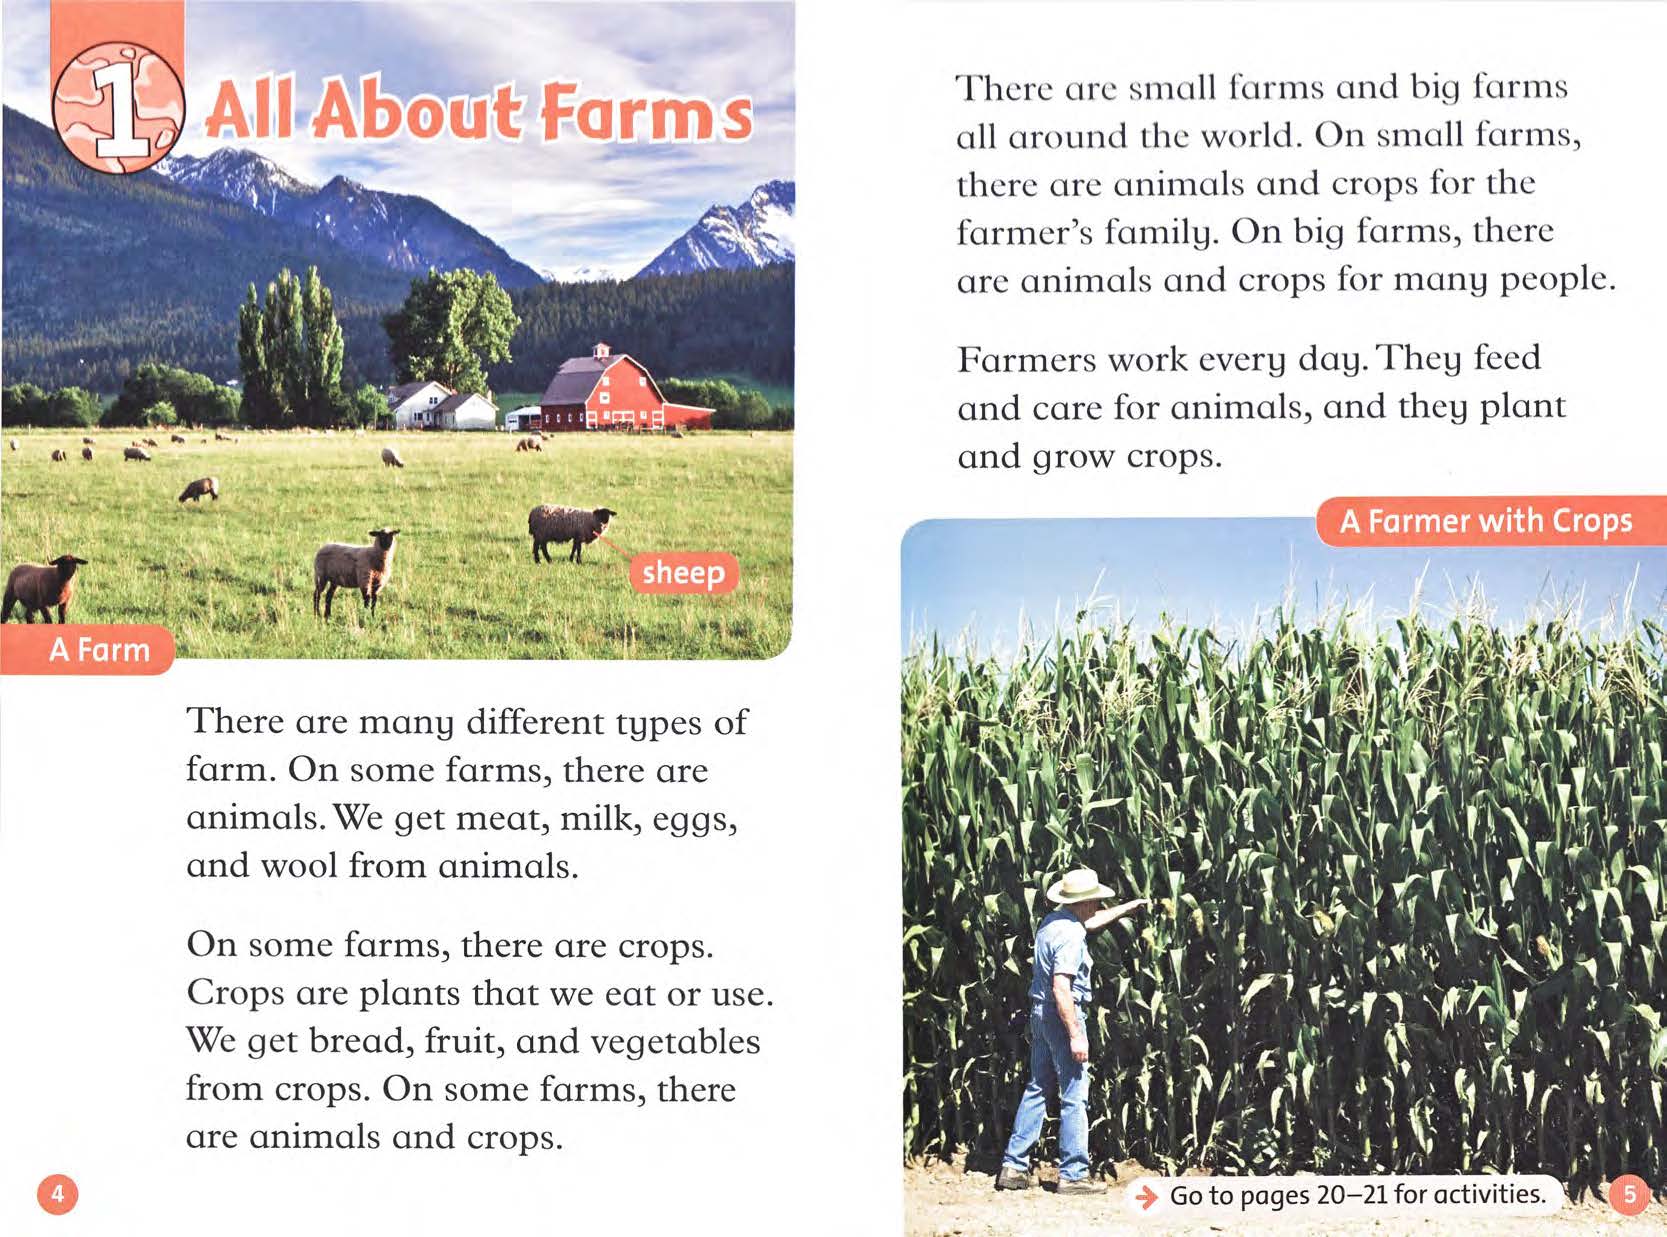 1
All About Farms
sheep
A Farm
There are many different types of
farm. On some farms, there are
animals. We get meat, milk, eggs,
and wool from animals.
On some farms, there are crops.
Crops are plants that we eat or use.
We get bread, fruit, and vegetables
from crops. On some farms, there
are animals and crops.
4
There are small farms and big farms
all around the world. On small farms,
there are animals and crops for the
farmer's family. On big farms, there
are animals and crops for many people.
Farmers work every day. They feed
and care for animals, and they plant
and grow crops.
A Farmer with Crops
Go to pages 20–21 for activities.
5